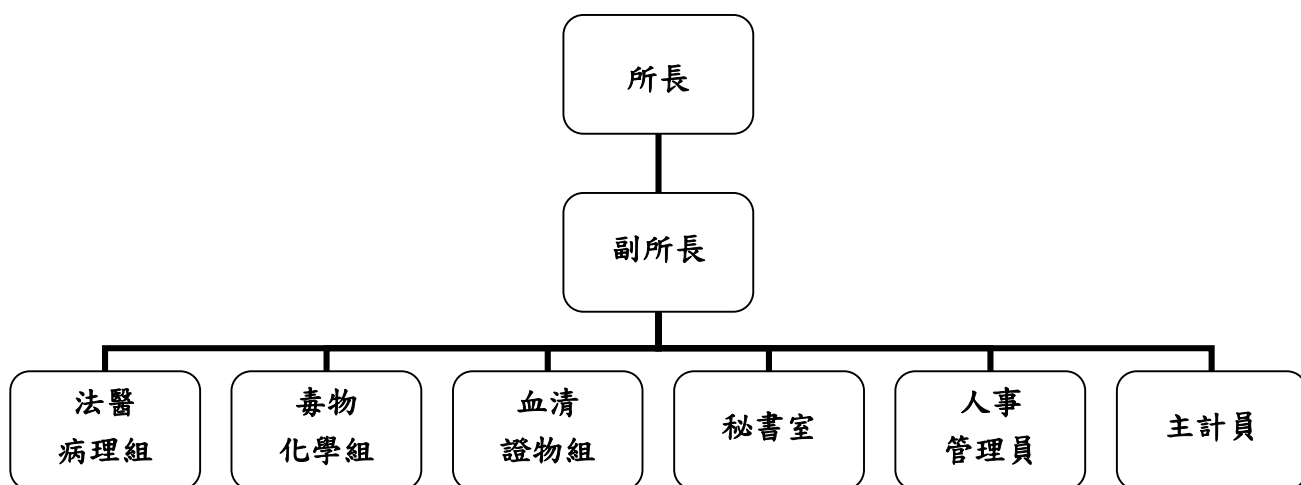 所長
副所長
法醫
病理組
毒物
化學組
血清
證物組
秘書室
人事
管理員
主計員